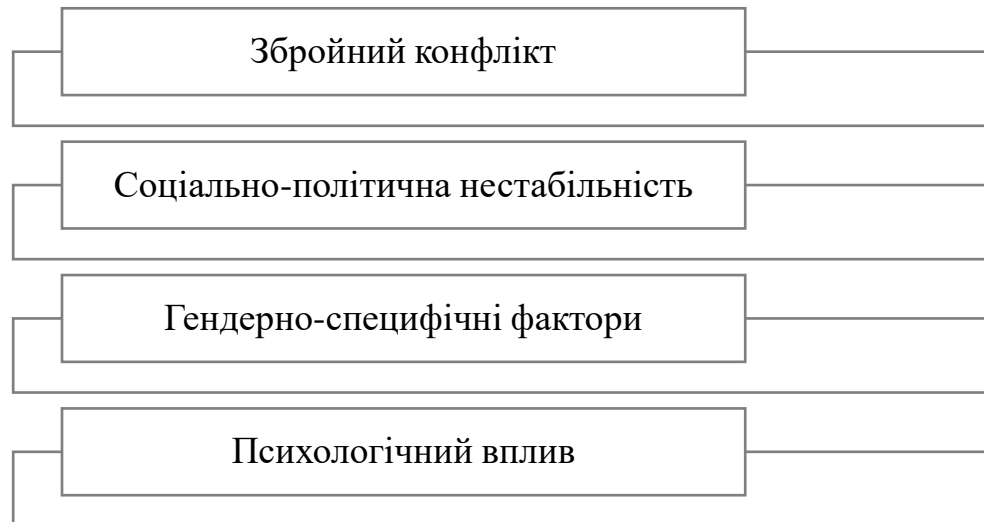 Збройний конфлікт
Соціально-політична нестабільність
Гендерно-специфічні фактори
Психологічний вплив